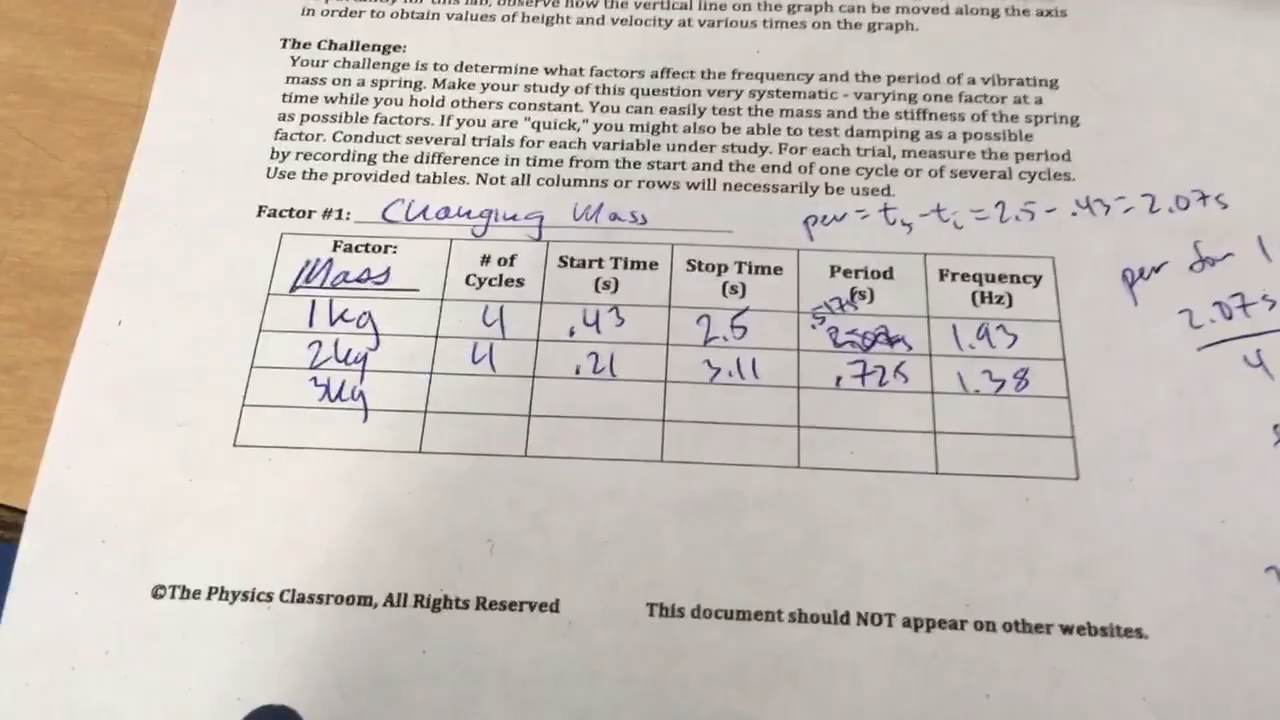 in order to obtain values of height and velocity at various times on the graph.
The Challenge:
Your challenge is to determine what factors affect the frequency and the period of a vibrating
mass on a spring. Make your study of this question very systematic - varying one factor at a
time while you hold others constant. You can easily test the mass and the stiffness of the spring
as possible factors. If you are "quick," you might also be able to test damping as a possible
factor. Conduct several trials for each variable under study. For each trial, measure the period
by recording the difference in time from the start and the end of one cycle or of several cycles.
Use the provided tables. Not all columns or rows will necessarily be used.
Factor #1: Changing Mass
per = = 2.5 - .43 = 2.07s
per for 1
2.07s
4
Factor: Mass # of Cycles Start Time (s) Stop Time (s) Period (s) Frequency (Hz)
1kg 4 .43 2.5 1.93
2kg 4 .21 3.11 .725 1.38
3kg
©The Physics Classroom, All Rights Reserved
This document should NOT appear on other websites.